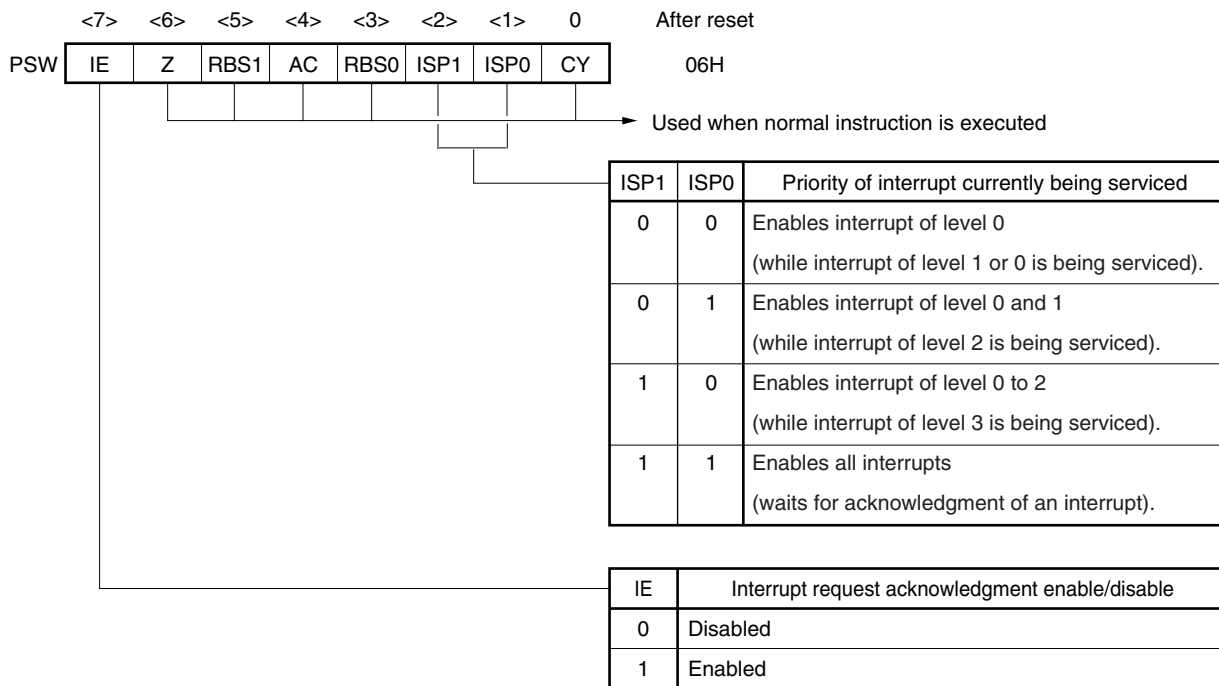 <7> <6> <5> <4> <3> <2> <1> 0 After reset
PSW IE Z RBS1 AC RBS0 ISP1 ISP0 CY 06H
Used when normal instruction is executed
ISP1 ISP0 Priority of interrupt currently being serviced
0 0 Enables interrupt of level 0
(while interrupt of level 1 or 0 is being serviced).
0 1 Enables interrupt of level 0 and 1
(while interrupt of level 2 is being serviced).
1 0 Enables interrupt of level 0 to 2
(while interrupt of level 3 is being serviced).
1 1 Enables all interrupts
(waits for acknowledgment of an interrupt).
IE Interrupt request acknowledgment enable/disable
0 Disabled
1 Enabled